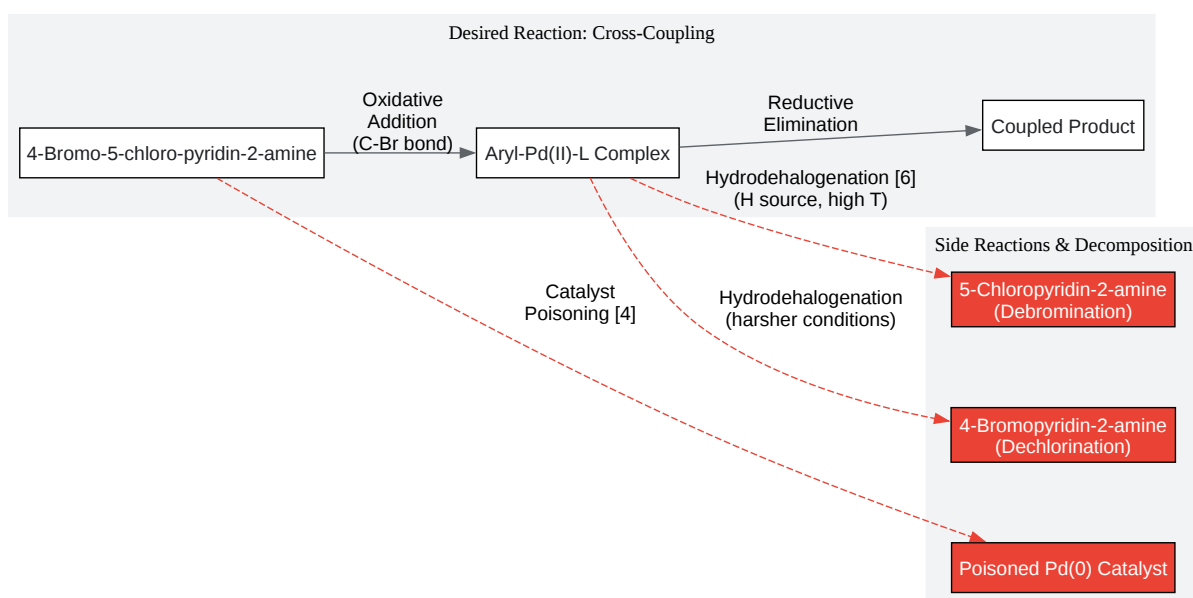 Desired Reaction: Cross-Coupling
Oxidative
Addition
(C-Br bond)
Reductive
Elimination
4-Bromo-5-chloro-pyridin-2-amine
Aryl-Pd(II)-L Complex
Coupled Product
Hydrodehalogenation [6]
(H source, high T)
Side Reactions & Decomposition
5-Chloropyridin-2-amine
(Debromination)
Catalyst
Poisoning [4]
Hydrodehalogenation
(harsher conditions)
4-Bromopyridin-2-amine
(Dechlorination)
Poisoned Pd(0) Catalyst